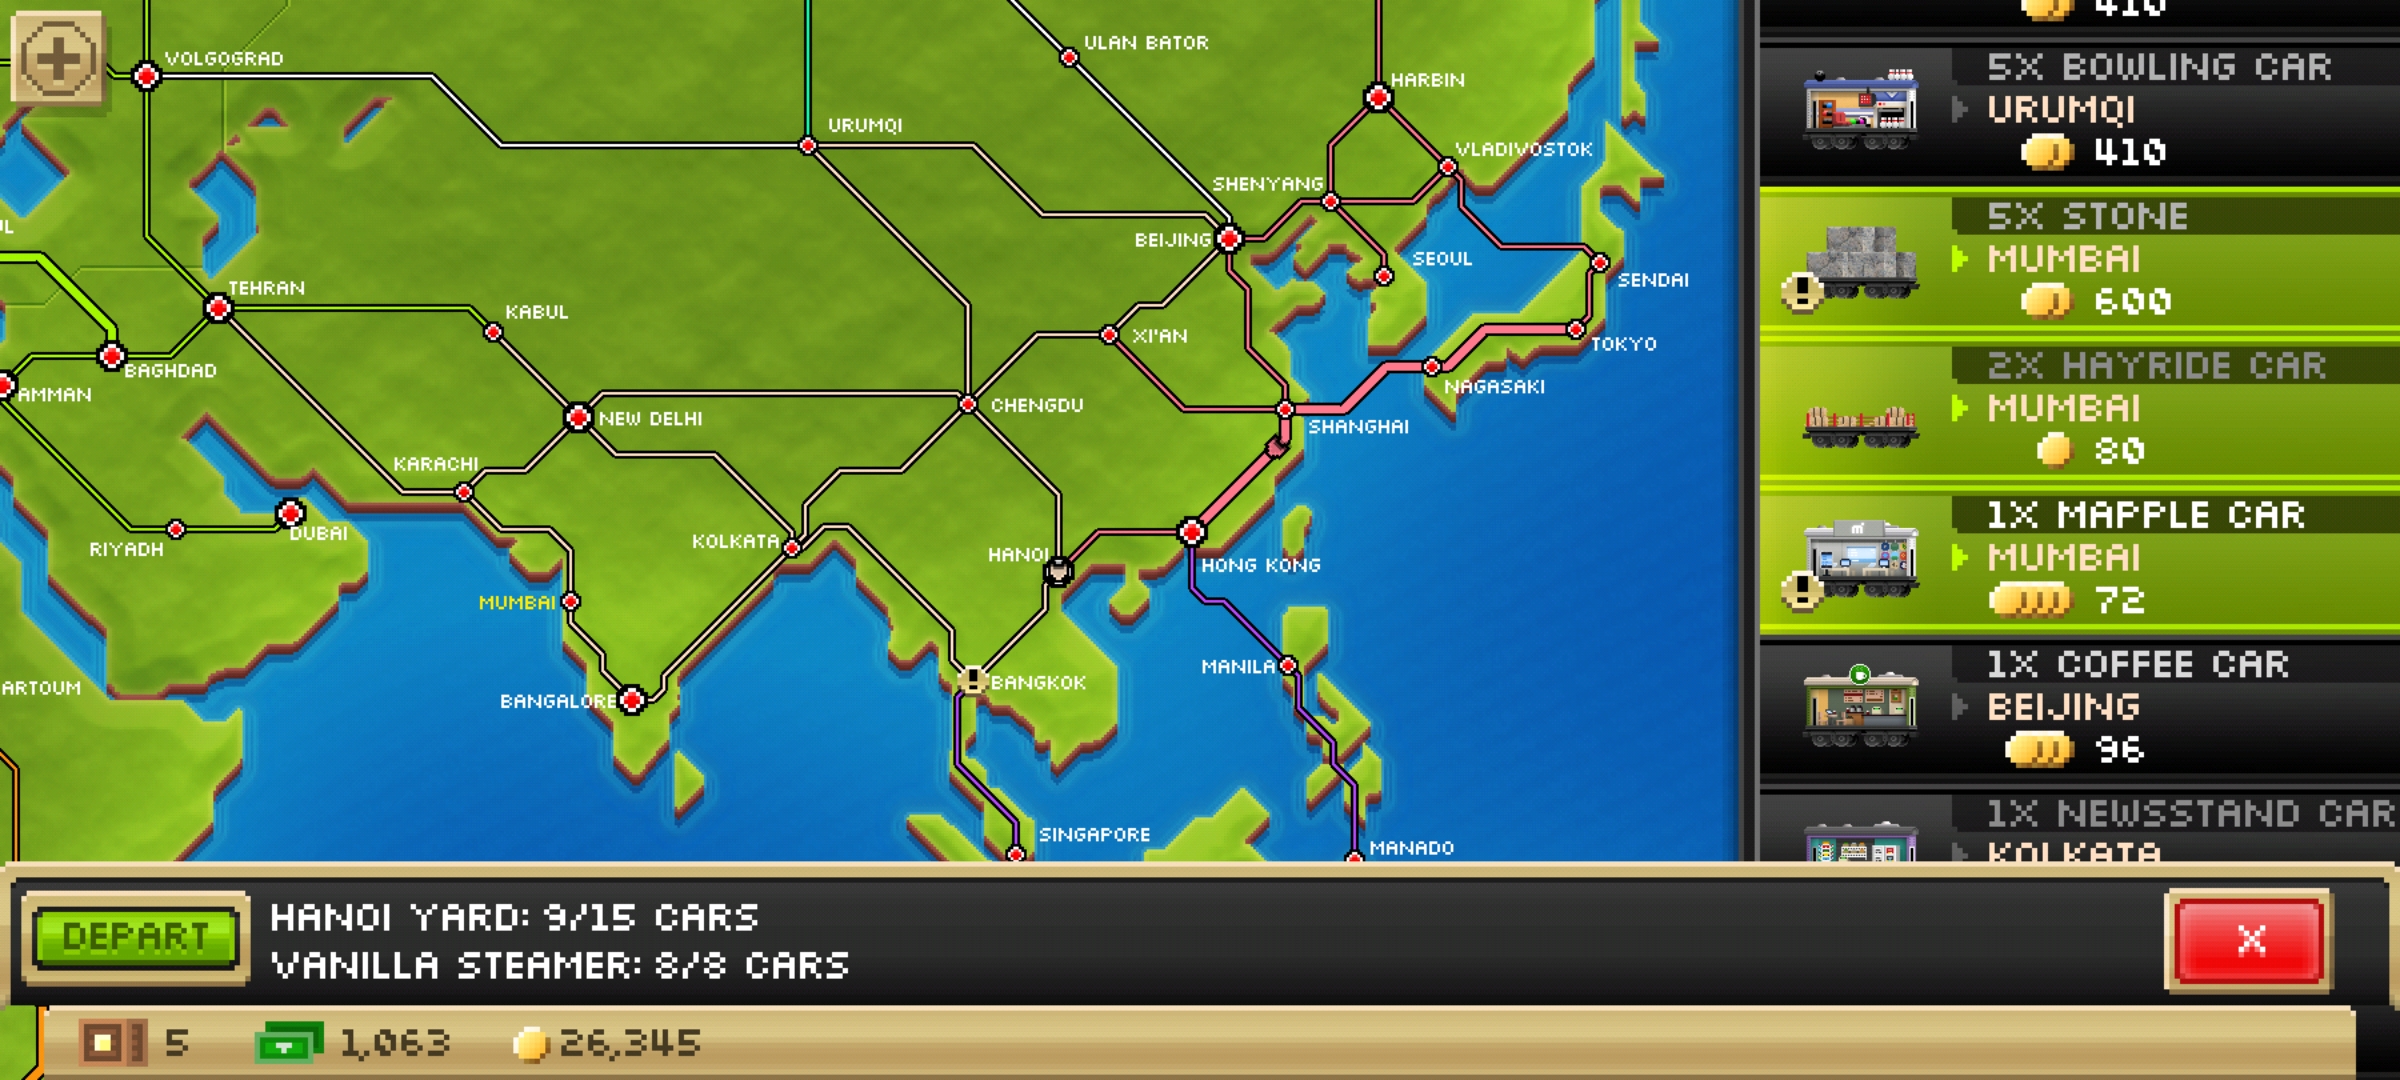 VOLGOGRAD
ULAN BATOR
HARBIN
URUMQI
VLADIVOSTOK
SHENYANG
BEIJING
SEOUL
SENDAI
TEHRAN
KABUL
XI'AN
TOKYO
BAGHDAD
AMMAN
NAGASAKI
NEW DELHI
CHENGDU
SHANGHAI
KARACHI
DUBAI
RIYADH
KOLKATA
HANOI
HONG KONG
MUMBAI
MANILA
BANGKOK
ARTOUM
BANGALORE
SINGAPORE
MANADO
410
5X BOWLING CAR
URUMQI
410
5X STONE
MUMBAI
600
2X HAYRIDE CAR
MUMBAI
80
1X MAPPLE CAR
MUMBAI
72
1X COFFEE CAR
BEIJING
96
1X NEWSSTAND CAR
KOLKATA
DEPART
HANOI YARD: 9/15 CARS
VANILLA STEAMER: 8/8 CARS
X
5
1,063
26,345